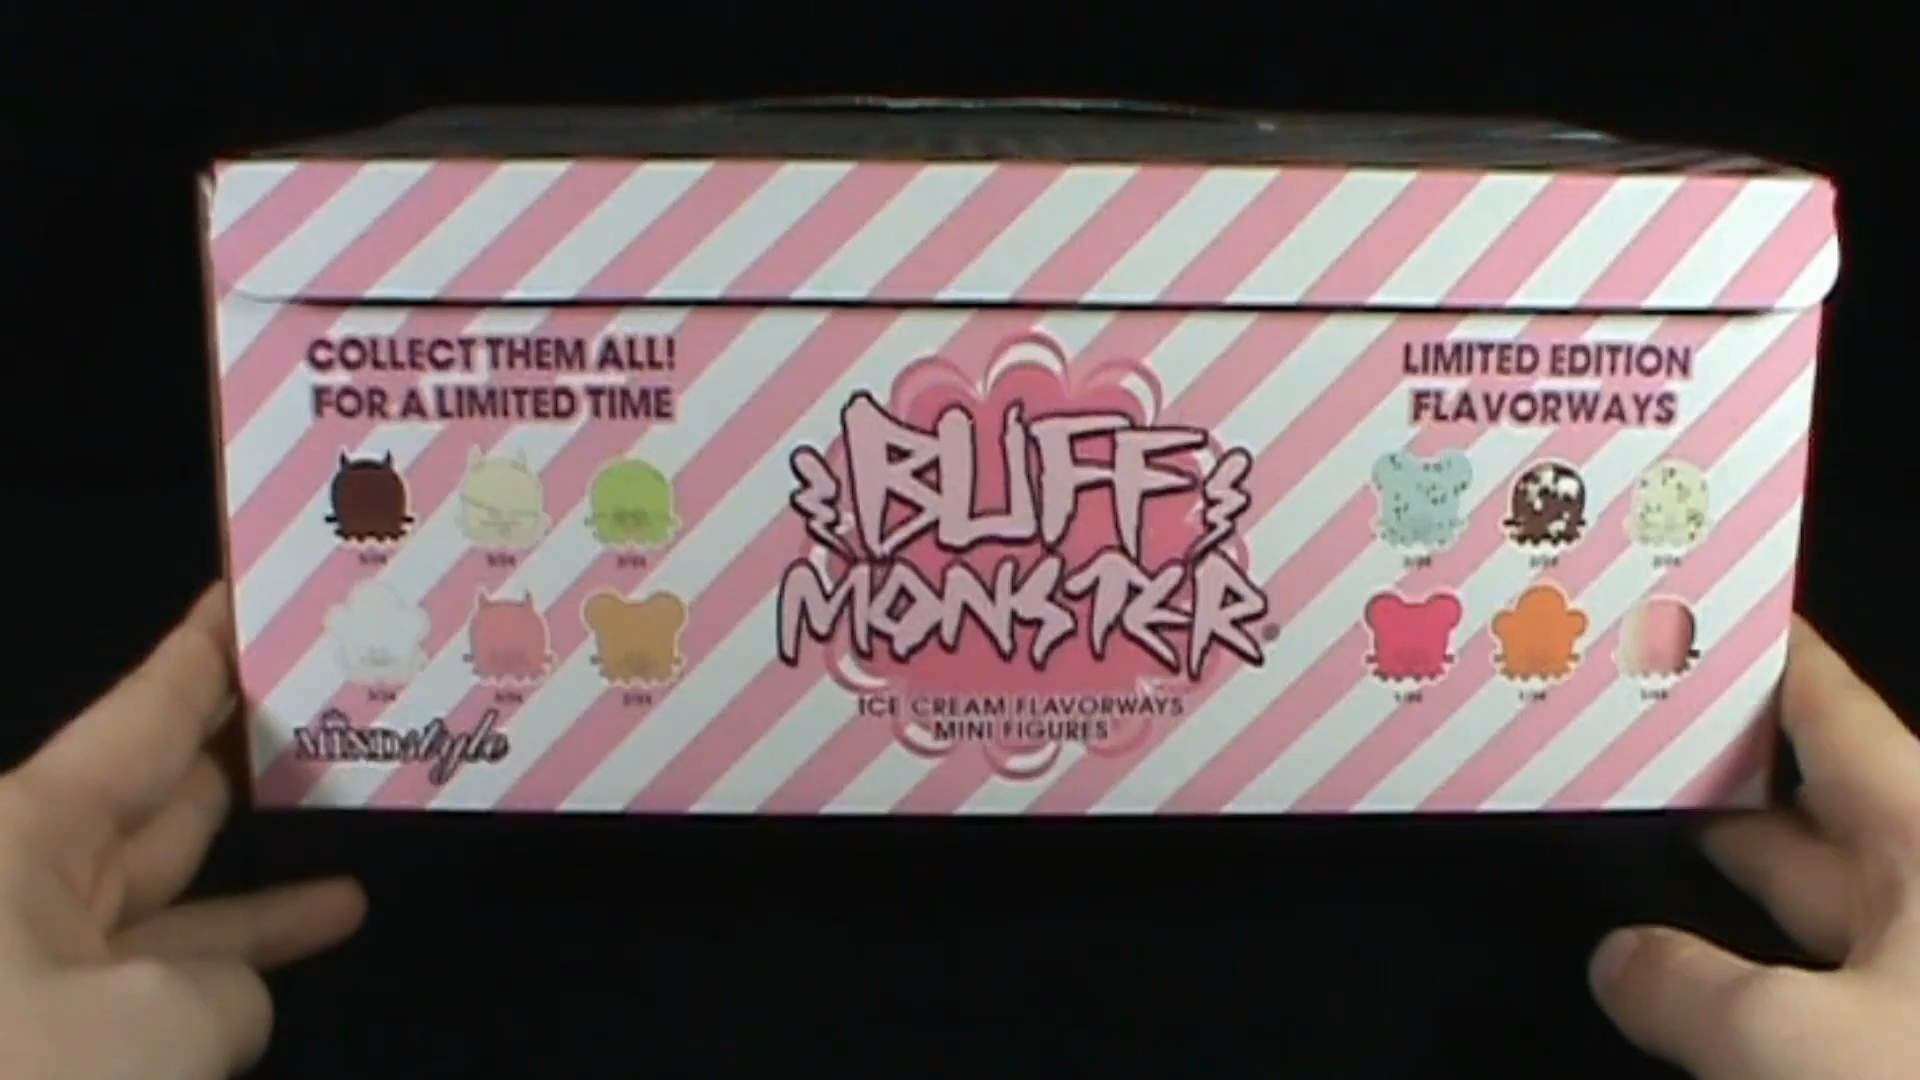 COLLECT THEM ALL!
FOR A LIMITED TIME
MINDstyle
BUFF
MONSTER
ICE CREAM FLAVORWAYS
MINI FIGURES
LIMITED EDITION
FLAVORWAYS